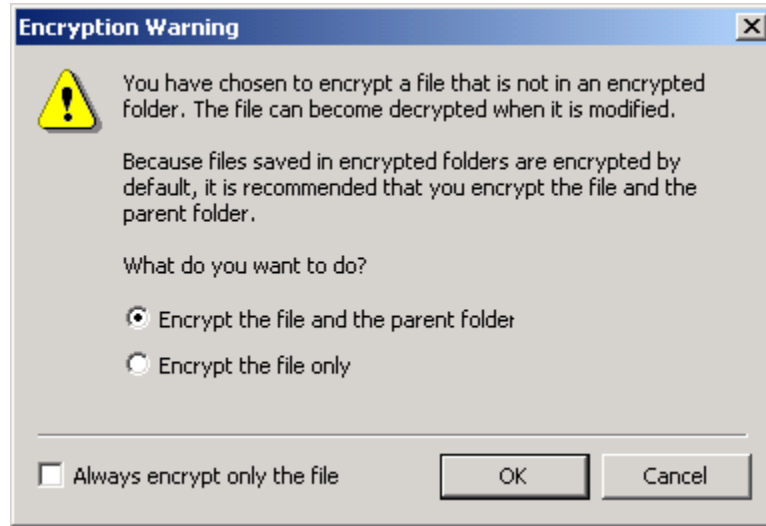 Encryption Warning
You have chosen to encrypt a file that is not in an encrypted
folder. The file can become decrypted when it is modified.
Because files saved in encrypted folders are encrypted by
default, it is recommended that you encrypt the file and the
parent folder.
What do you want to do?
Encrypt the file and the parent folder
Encrypt the file only
Always encrypt only the file
OK
Cancel